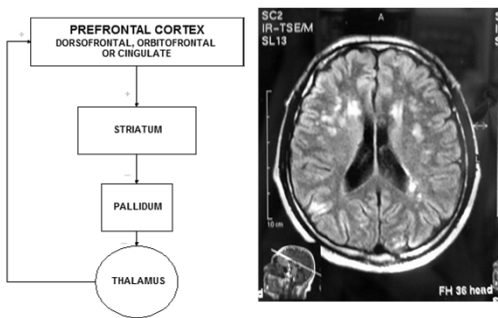 PREFRONTAL CORTEX
DORSOFRONTAL, ORBITOFRONTAL
OR CINGULATE
+
+
STRIATUM
−
PALLIDUM
−
THALAMUS
SC2
IR-TSE/M
SL13
A
10 cm
FH 36 head